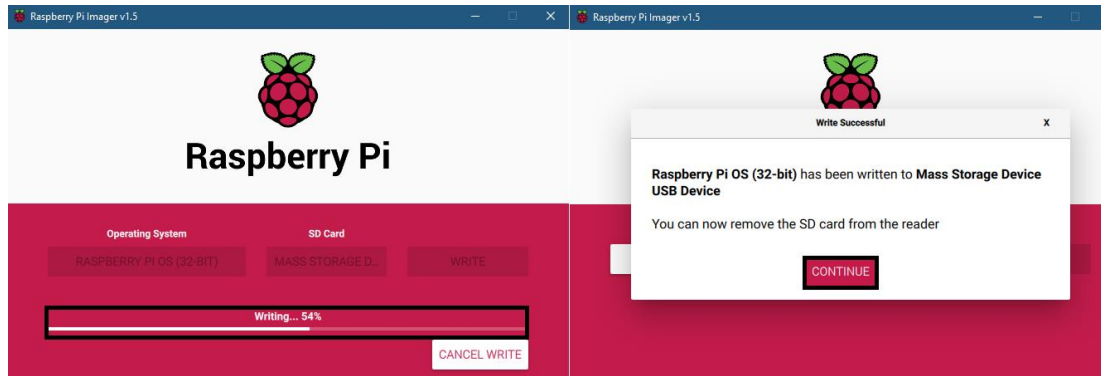 Raspberry Pi Imager v1.5
Raspberry Pi
Operating System
SD Card
RASPBERRY PI OS (32-BIT)
MASS STORAGE D...
WRITE
Writing... 54%
CANCEL WRITE
Raspberry Pi Imager v1.5
Write Successful
X
Raspberry Pi OS (32-bit) has been written to Mass Storage Device
USB Device
You can now remove the SD card from the reader
CONTINUE